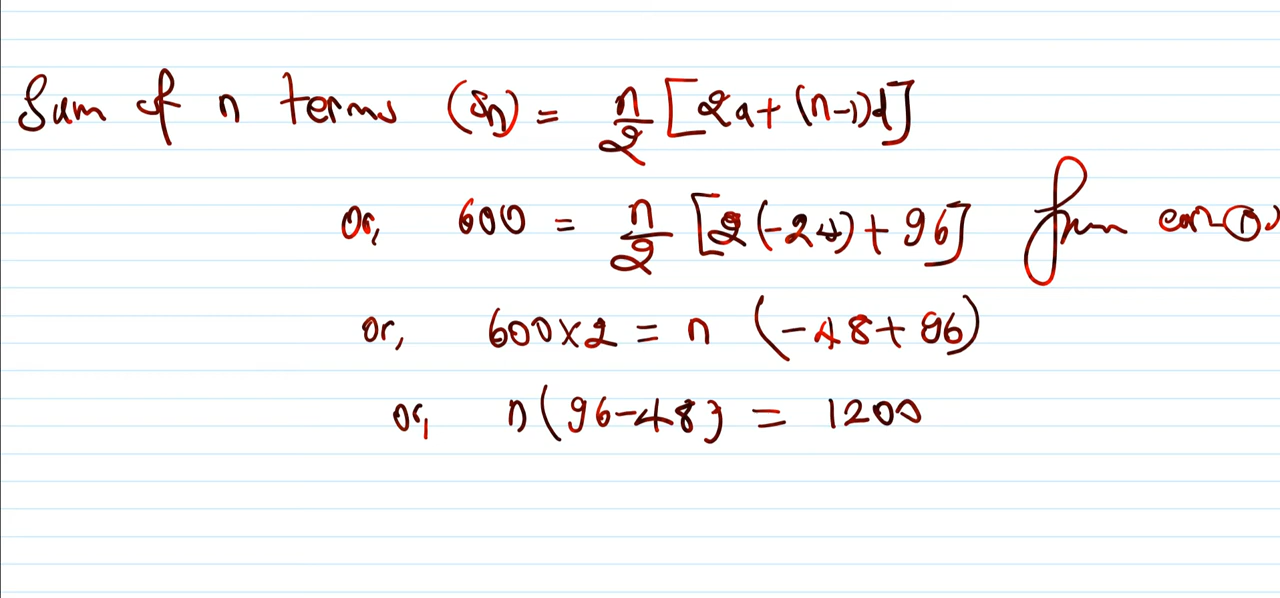 Sum of n terms (Sn) = n/2 [2a + (n-1)d]
or, 600 = n/2 [2(-24) + 96] from eqn ①.
or, 600 × 2 = n (-48 + 96)
or, n(96-48) = 1200